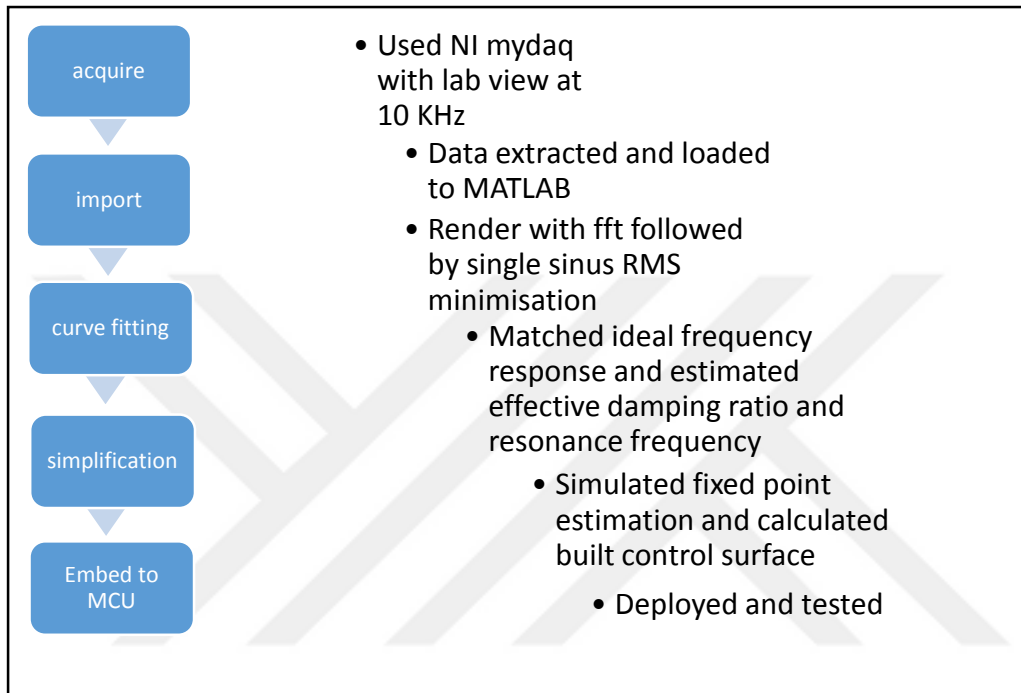 acquire
import
curve fitting
simplification
Embed to
MCU
• Used NI mydaq
with lab view at
10 KHz
• Data extracted and loaded
to MATLAB
• Render with fft followed
by single sinus RMS
minimisation
• Matched ideal frequency
response and estimated
effective damping ratio and
resonance frequency
• Simulated fixed point
estimation and calculated
built control surface
• Deployed and tested